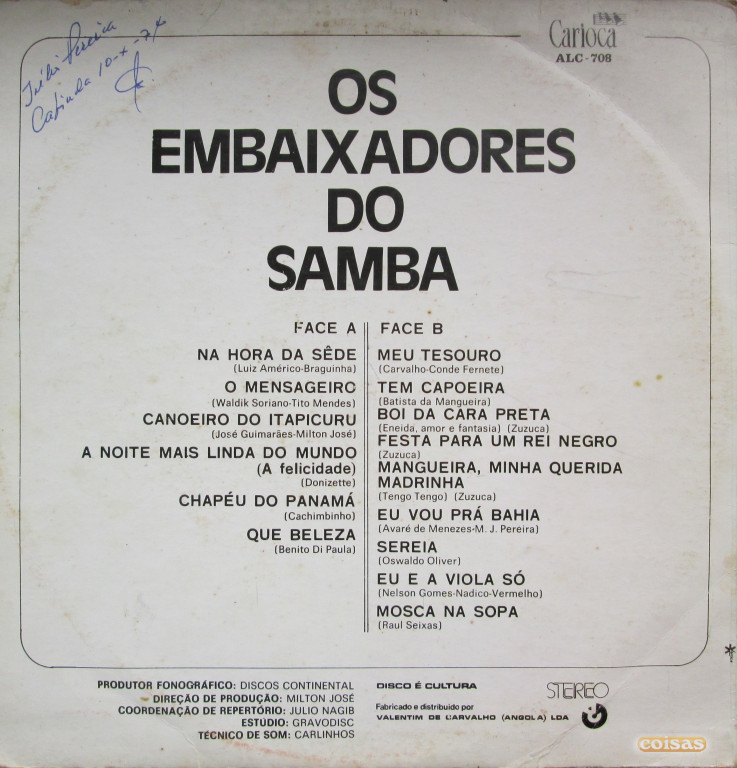 Pereira
Cabinda 10-X-74
Carioca
ALC-708
OS
EMBAIXADORES
DO
SAMBA
FACE A
NA HORA DA SÊDE
(Luiz Américo-Braguinha)
O MENSAGEIRO
(Waldik Soriano-Tito Mendes)
CANOEIRO DO ITAPICURU
(José Guimarães-Milton José)
A NOITE MAIS LINDA DO MUNDO
(A felicidade)
(Donizette)
CHAPÉU DO PANAMÁ
(Cachimbinho)
QUE BELEZA
(Benito Di Paula)
FACE B
MEU TESOURO
(Carvalho-Conde Fernete)
TEM CAPOEIRA
(Batista da Mangueira)
BOI DA CARA PRETA
(Eneida, amor e fantasia) (Zuzuca)
FESTA PARA UM REI NEGRO
(Zuzuca)
MANGUEIRA, MINHA QUERIDA
MADRINHA
(Tengo Tengo) (Zuzuca)
EU VOU PRÁ BAHIA
(Avaré de Menezes-M. J. Pereira)
SEREIA
(Oswaldo Oliver)
EU E A VIOLA SÓ
(Nelson Gomes-Nadico-Vermelho)
MOSCA NA SOPA
(Raul Seixas)
PRODUTOR FONOGRÁFICO: DISCOS CONTINENTAL
DIREÇÃO DE PRODUÇÃO: MILTON JOSÉ
COORDENAÇÃO DE REPERTÓRIO: JULIO NAGIB
ESTÚDIO: GRAVODISC
TÉCNICO DE SOM: CARLINHOS
DISCO É CULTURA
Fabricado e distribuido por
VALENTIM DE CARVALHO (ANGOLA) LDA
STEREO
coisas